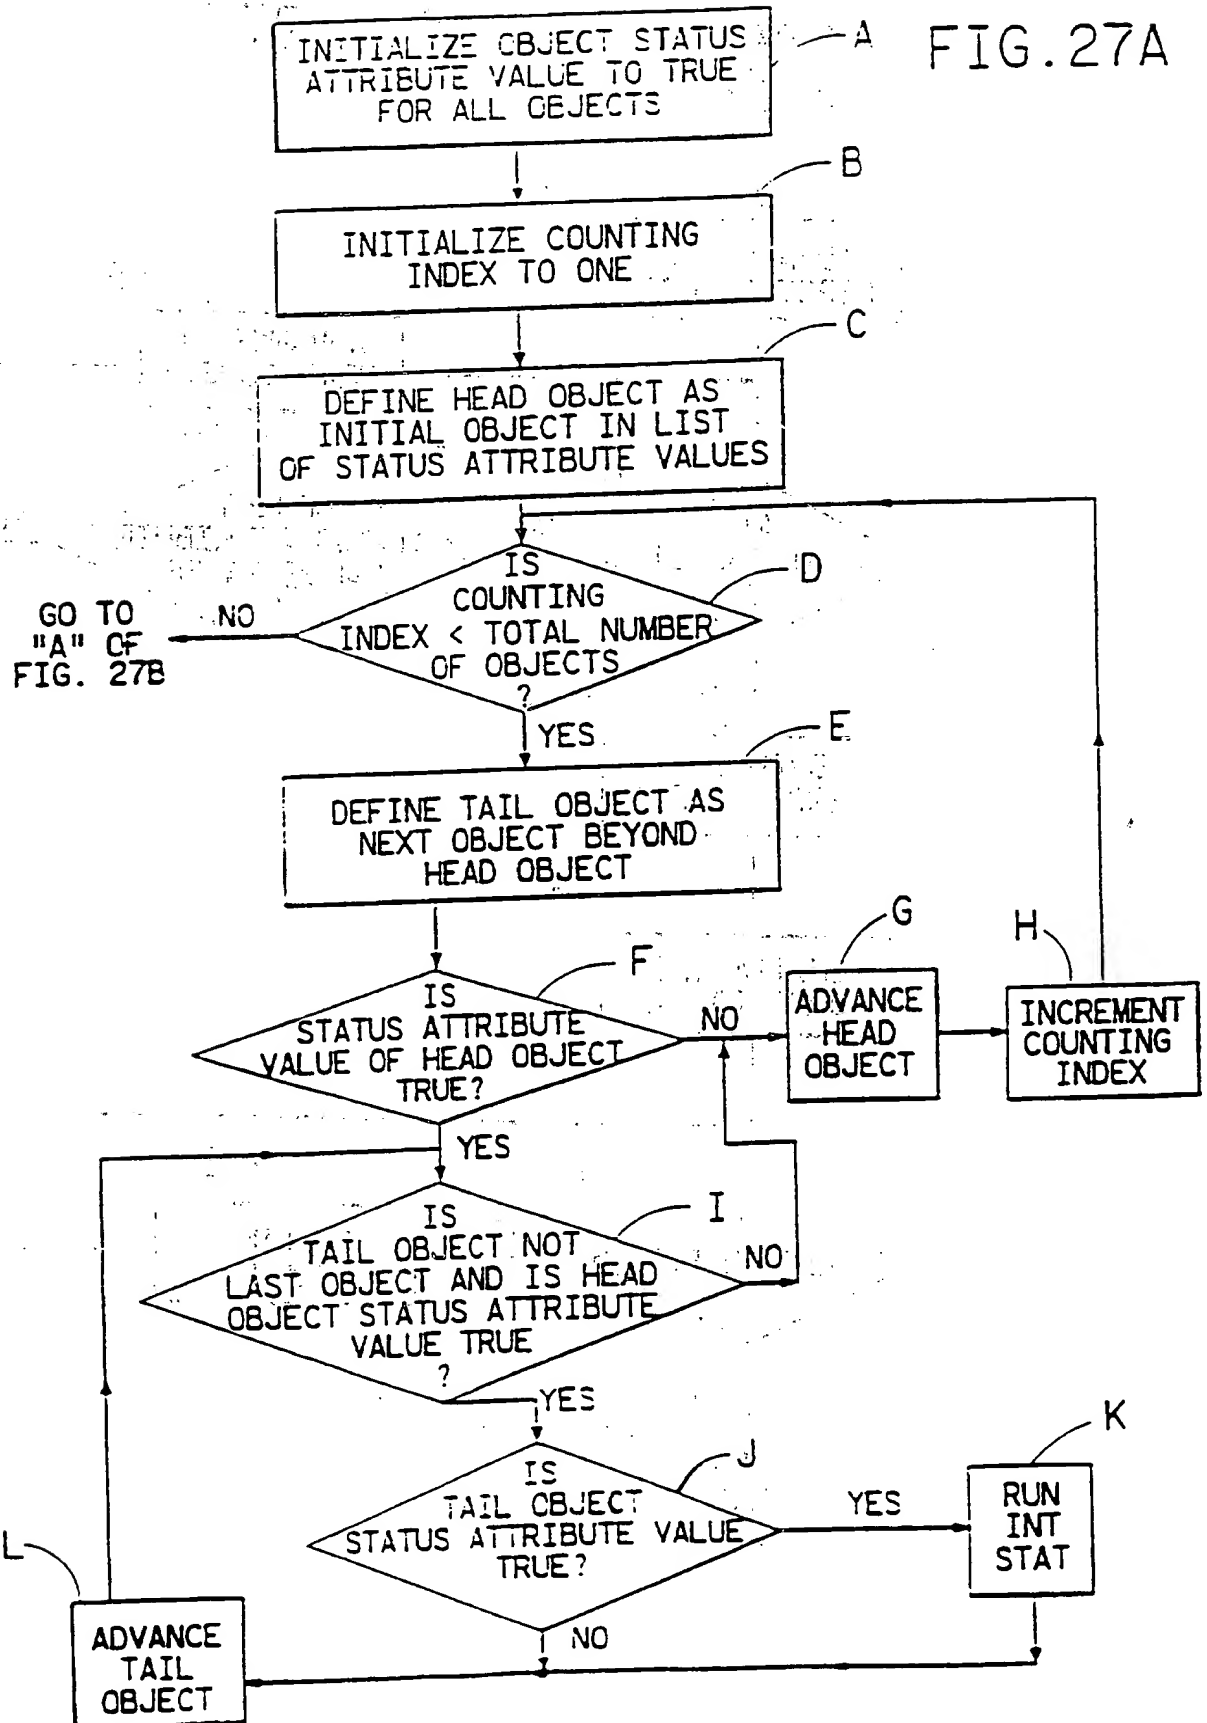 FIG.27A
INITIALIZE OBJECT STATUS
ATTRIBUTE VALUE TO TRUE
FOR ALL OBJECTS
A
INITIALIZE COUNTING
INDEX TO ONE
B
DEFINE HEAD OBJECT AS
INITIAL OBJECT IN LIST
OF STATUS ATTRIBUTE VALUES
C
IS
COUNTING
INDEX < TOTAL NUMBER
OF OBJECTS
?
D
NO
GO TO
"A" OF
FIG. 27B
YES
DEFINE TAIL OBJECT AS
NEXT OBJECT BEYOND
HEAD OBJECT
E
IS
STATUS ATTRIBUTE
VALUE OF HEAD OBJECT
TRUE?
F
NO
ADVANCE
HEAD
OBJECT
G
INCREMENT
COUNTING
INDEX
H
YES
IS
TAIL OBJECT NOT
LAST OBJECT AND IS HEAD
OBJECT STATUS ATTRIBUTE
VALUE TRUE
?
I
NO
YES
IS
TAIL OBJECT
STATUS ATTRIBUTE VALUE
TRUE?
J
YES
RUN
INT
STAT
K
NO
ADVANCE
TAIL
OBJECT
L